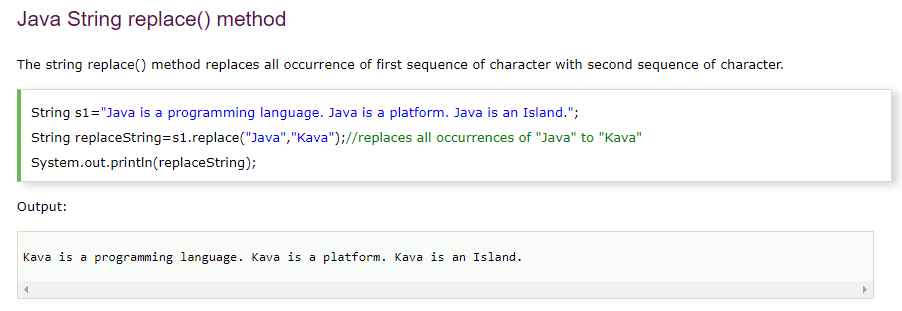 Java String replace() method
The string replace() method replaces all occurrence of first sequence of character with second sequence of character.
String s1="Java is a programming language. Java is a platform. Java is an Island.";
String replaceString=s1.replace("Java","Kava");//replaces all occurrences of "Java" to "Kava"
System.out.println(replaceString);
Output:
Kava is a programming language. Kava is a platform. Kava is an Island.